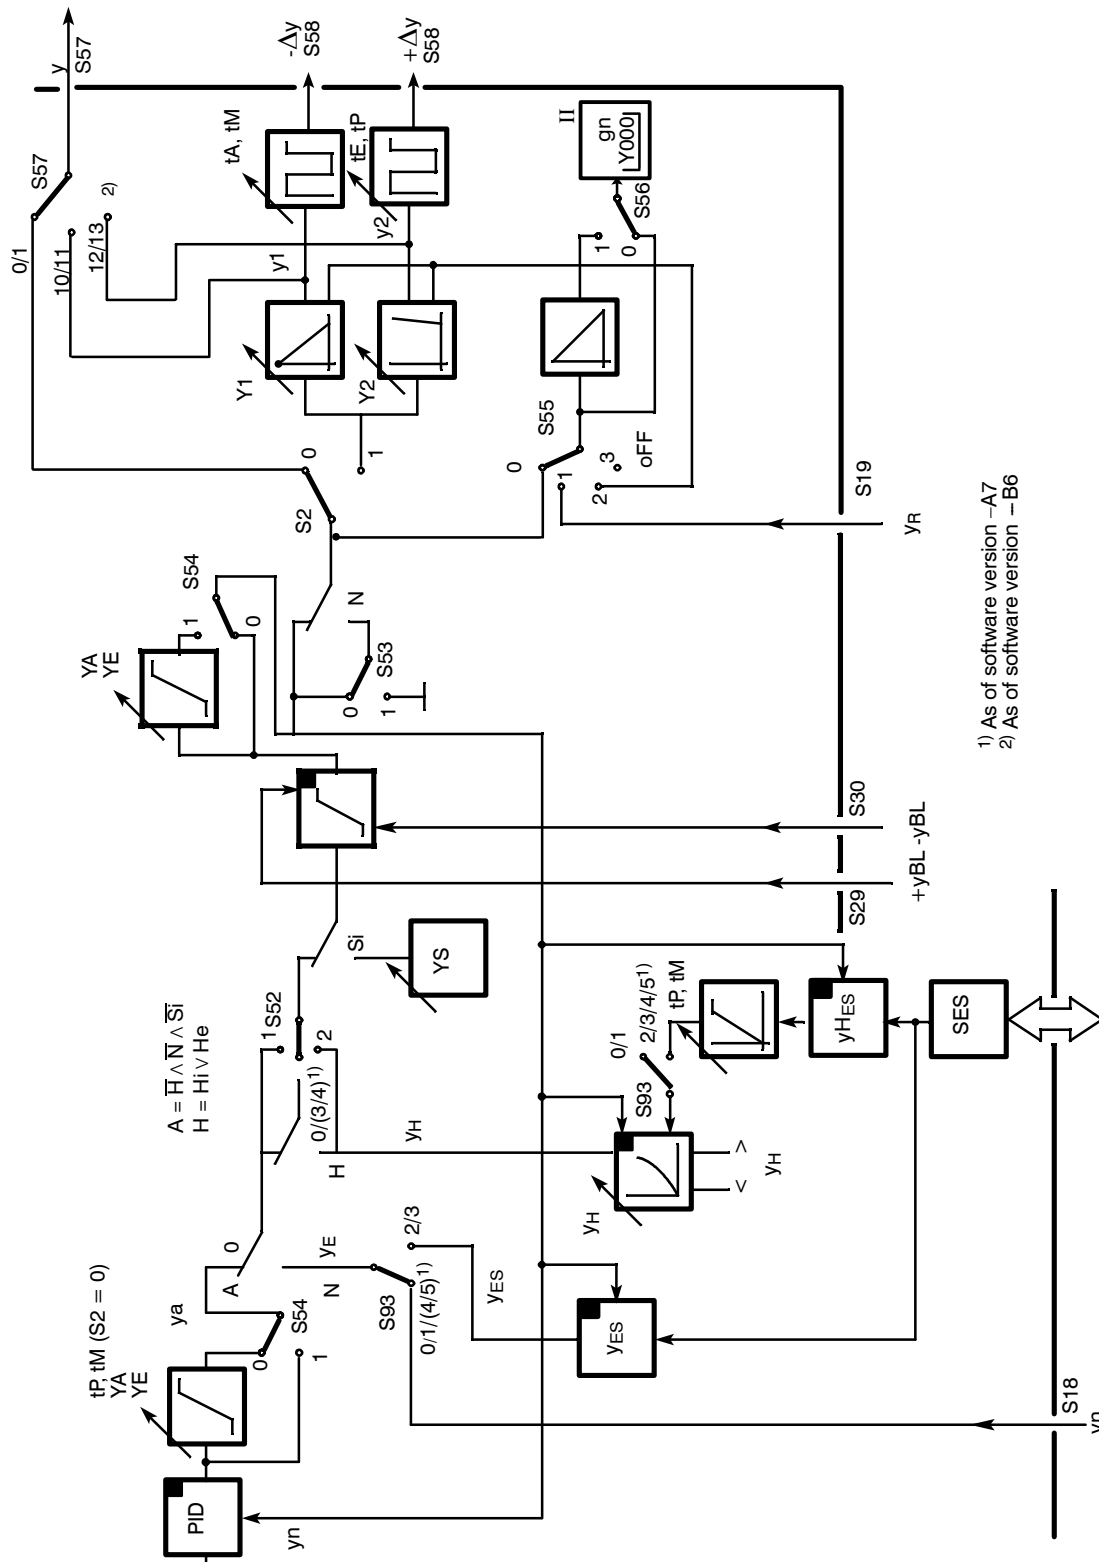 PID
yn
tP, tM (S2 = 0)
YA
YE
0
1
S54
ya
A
0
N
yE
S93
0/1/(4/5)1)
2/3
yES
yES
S18
yn
A = H ∧ N ∧ Si
H = Hi ∨ He
1
S52
2
0/(3/4)1)
H
yH
yH
< >
yH
S93
0/1
2/3/4/5 1)
tP, tM
yHES
SES
Si
YS
S29
S30
+yBL -yBL
YA
YE
1
0
S54
0
1
S53
N
S2
0
1
yR
S19
0
1
2
3
oFF
S55
Y1
Y2
y1
y2
1
0
S56
II
gn
Y000
tA, tM
tE, tP
-Δy
S58
+Δy
S58
0/1
10/11
12/13
2)
S57
y
S57
1) As of software version –A7
2) As of software version --B6